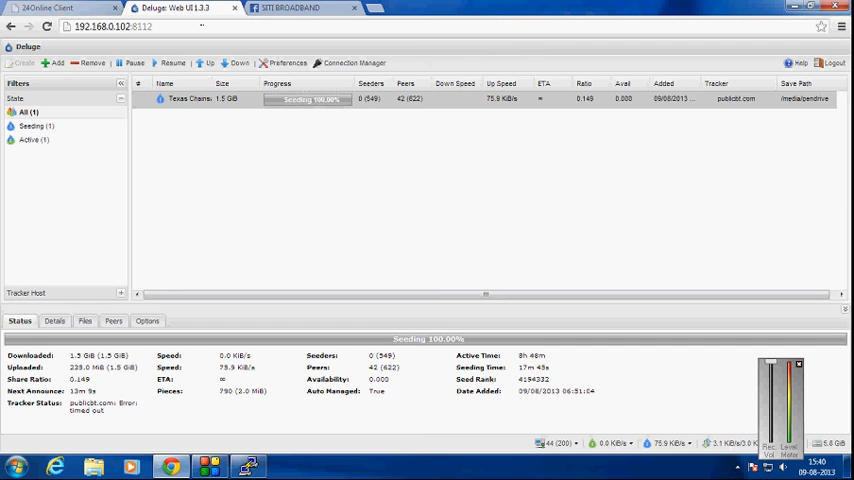 24Online Client
Deluge: Web UI 1.3.3
SITI BROADBAND
192.168.0.102:8112
Deluge
Create Add Remove Pause Resume Up Down Preferences Connection Manager Help Logout
Filters
State
All (1)
Seeding (1)
Active (1)
Tracker Host
# Name Size Progress Seeders Peers Down Speed Up Speed ETA Ratio Avail Added Tracker Save Path
Texas Chains 1.5 GiB Seeding 100.00% 0 (549) 42 (622) 75.9 KiB/s ∞ 0.149 0.000 09/08/2013 ... publicbt.com /media/pendrive
Status Details Files Peers Options
Seeding 100.00%
Downloaded: 1.5 GiB (1.5 GiB) Speed: 0.0 KiB/s Seeders: 0 (549) Active Time: 8h 48m
Uploaded: 229.0 MiB (1.5 GiB) Speed: 75.9 KiB/s Peers: 42 (622) Seeding Time: 17m 45s
Share Ratio: 0.149 ETA: ∞ Availability: 0.000 Seed Rank: 4194332
Next Announce: 13m 9s Pieces: 790 (2.0 MiB) Auto Managed: True Date Added: 09/08/2013 06:51:04
Tracker Status: publicbt.com: Error:
timed out
Rec. Level
Vol Meter
44 (200) 0.0 KiB/s 75.9 KiB/s 3.1 KiB/3.0 K 5.6 GiB
15:40
09-08-2013